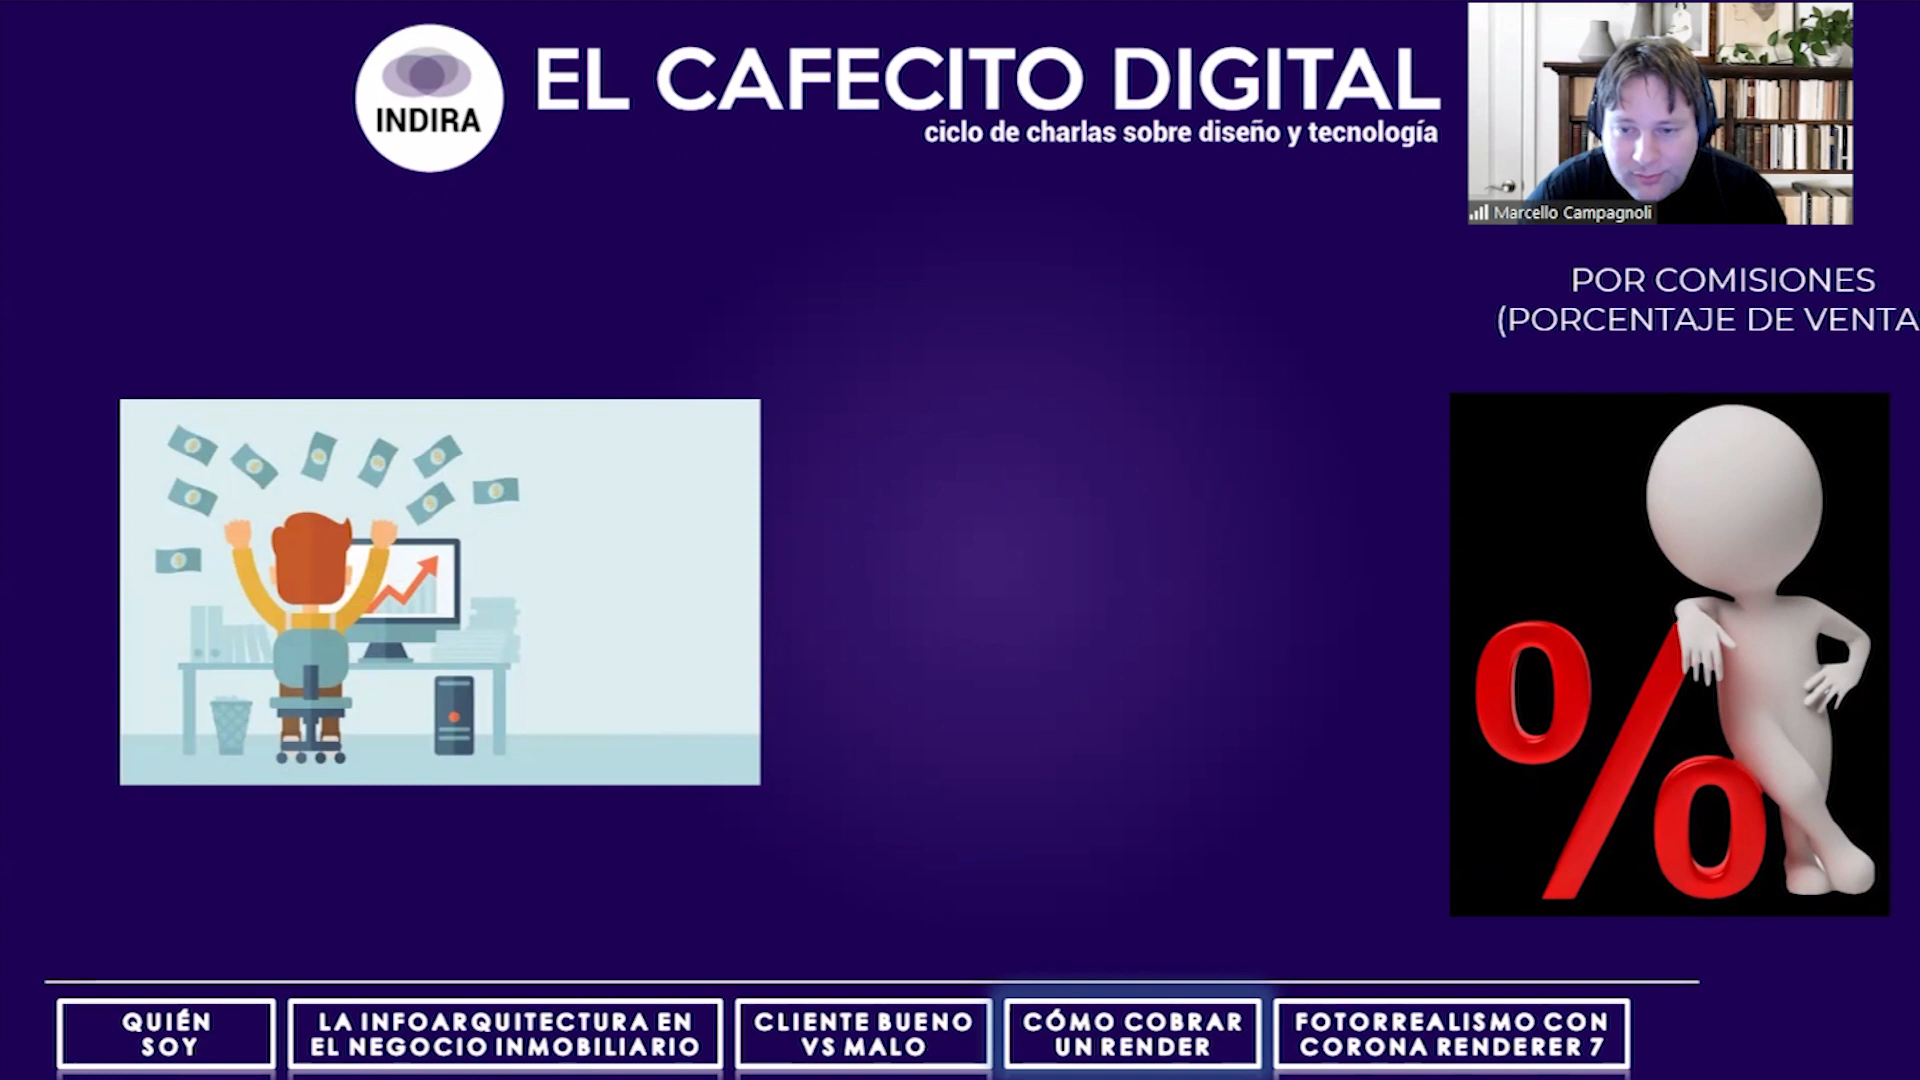 INDIRA
EL CAFECITO DIGITAL
ciclo de charlas sobre diseño y tecnología
Marcello Campagnoli
POR COMISIONES
(PORCENTAJE DE VENTA
%
QUIÉN
SOY
LA INFOARQUITECTURA EN
EL NEGOCIO INMOBILIARIO
CLIENTE BUENO
VS MALO
CÓMO COBRAR
UN RENDER
FOTORREALISMO CON
CORONA RENDERER 7